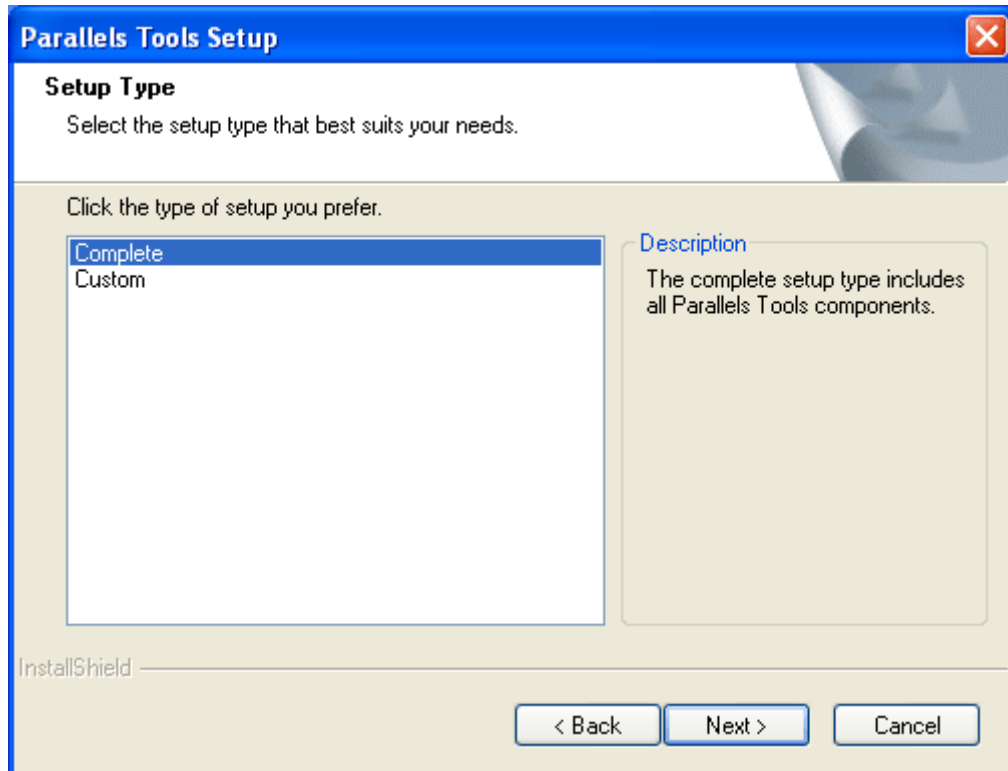 Parallels Tools Setup
Setup Type
Select the setup type that best suits your needs.
Click the type of setup you prefer.
Complete
Custom
Description
The complete setup type includes
all Parallels Tools components.
InstallShield
< Back
Next >
Cancel